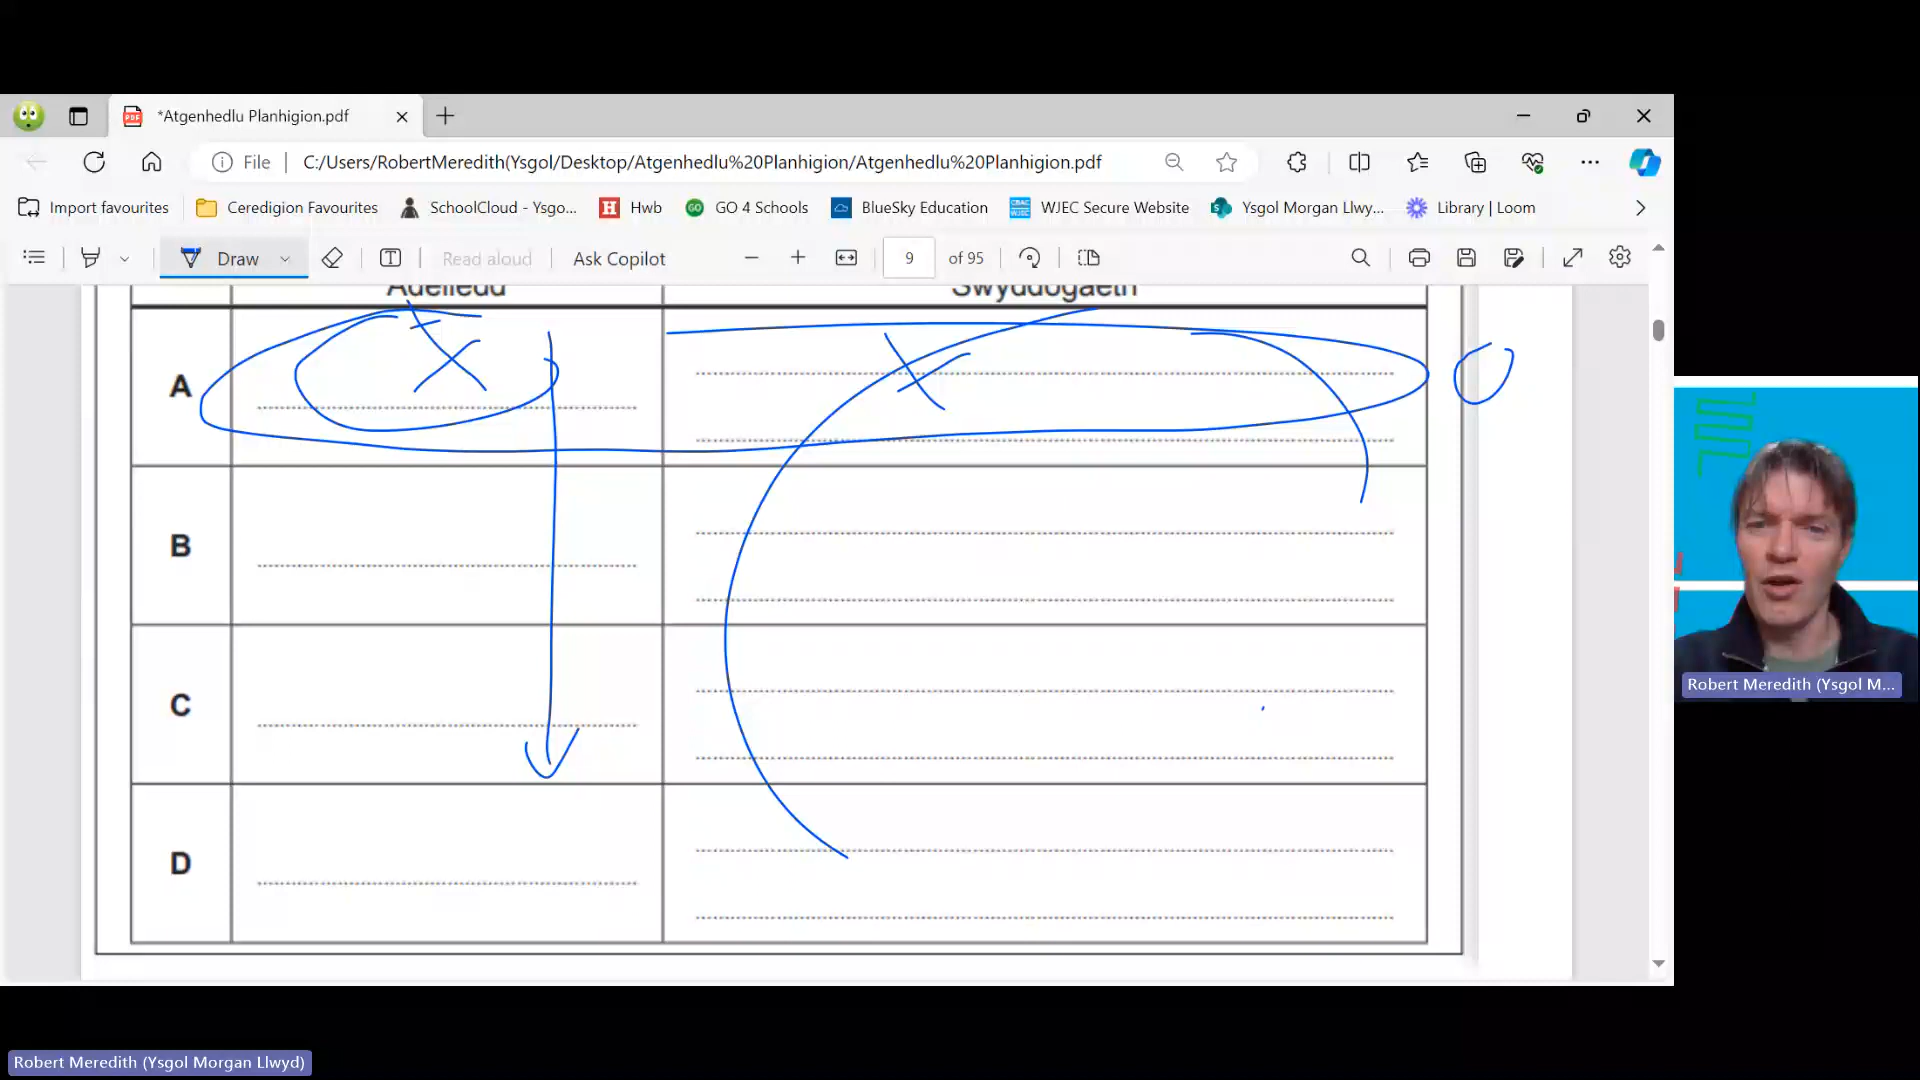 *Atgenhedlu Planhigion.pdf
File C:/Users/RobertMeredith(Ysgol/Desktop/Atgenhedlu%20Planhigion/Atgenhedlu%20Planhigion.pdf
Import favourites Ceredigion Favourites SchoolCloud - Ysgo... Hwb GO 4 Schools BlueSky Education WJEC Secure Website Ysgol Morgan Llwy... Library | Loom
Draw Read aloud Ask Copilot 9 of 95
Adeiledd Swyddogaeth
A
B
C
D
Robert Meredith (Ysgol M...
Robert Meredith (Ysgol Morgan Llwyd)